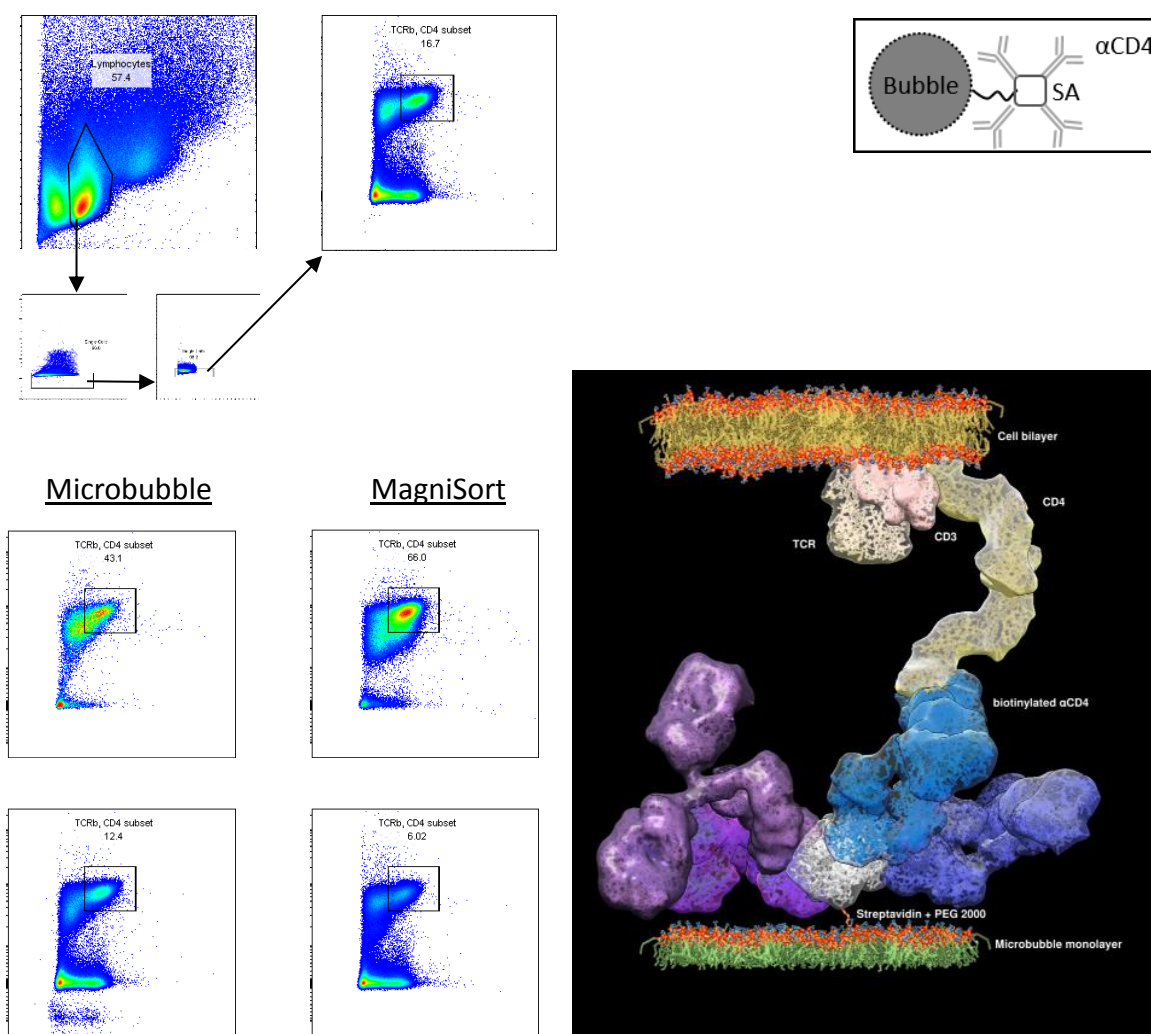 Lymphocytes
57.4
TCRb, CD4 subset
16.7
αCD4
Bubble
SA
Single Cells
Microbubble
MagniSort
TCRb, CD4 subset
43.1
TCRb, CD4 subset
66.0
TCRb, CD4 subset
12.4
TCRb, CD4 subset
6.02
Cell bilayer
CD4
CD3
TCR
biotinylated αCD4
Streptavidin + PEG 2000
Microbubble monolayer